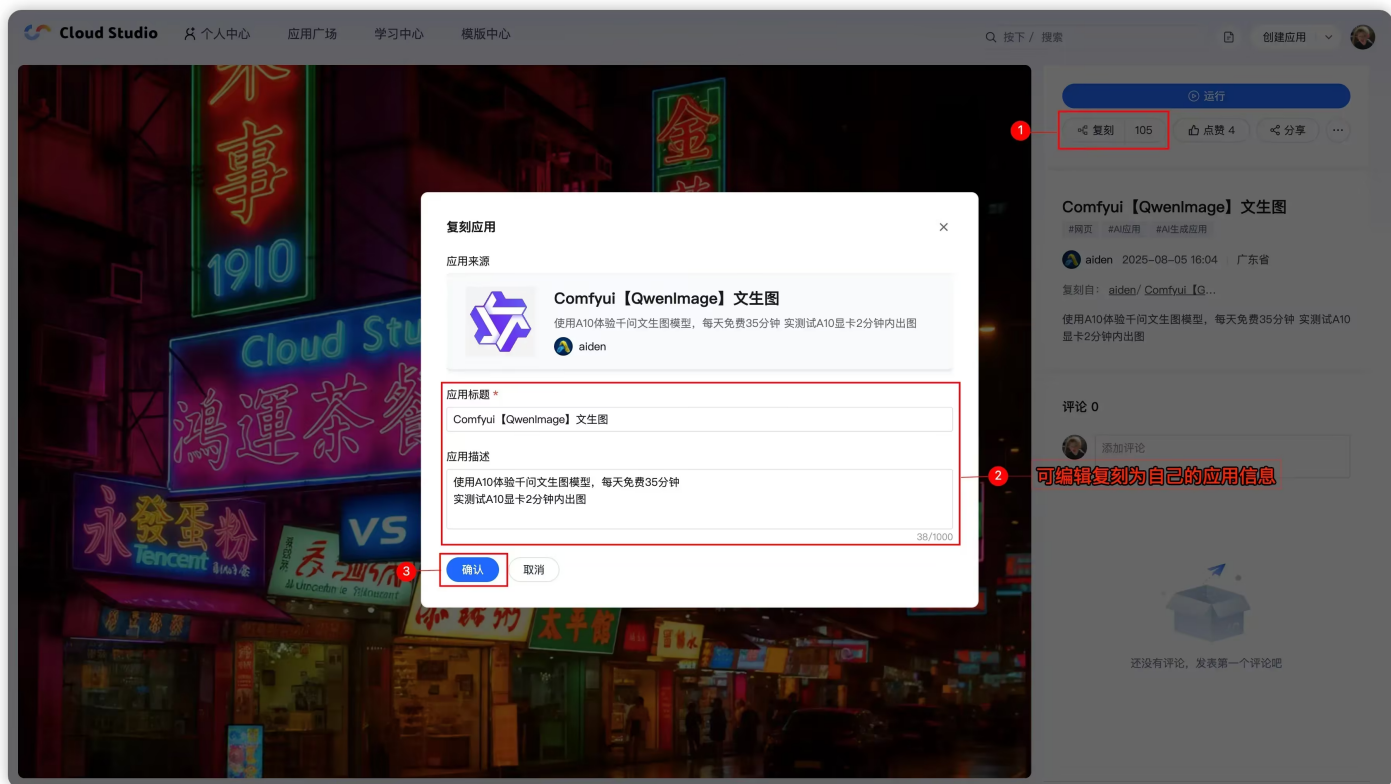 Cloud Studio
个人中心
应用广场
学习中心
模版中心
按下 / 搜索
创建应用
运行
1
复刻 105
点赞 4
分享
Comfyui【QwenImage】文生图
#网页 #AI应用 #AI生成应用
aiden 2025-08-05 16:04 广东省
复刻自: aiden/ Comfyui【G...
使用A10体验千问文生图模型，每天免费35分钟 实测试A10
显卡2分钟内出图
评论 0
添加评论
还没有评论，发表第一个评论吧
复刻应用
应用来源
Comfyui【QwenImage】文生图
使用A10体验千问文生图模型，每天免费35分钟 实测试A10显卡2分钟内出图
aiden
应用标题 *
Comfyui【QwenImage】文生图
应用描述
使用A10体验千问文生图模型，每天免费35分钟
实测试A10显卡2分钟内出图
38/1000
2
可编辑复刻为自己的应用信息
3
确认
取消
事
1910
金
Cloud Stu
鴻運茶餐
永發蛋粉
Tencent
VS
太平館